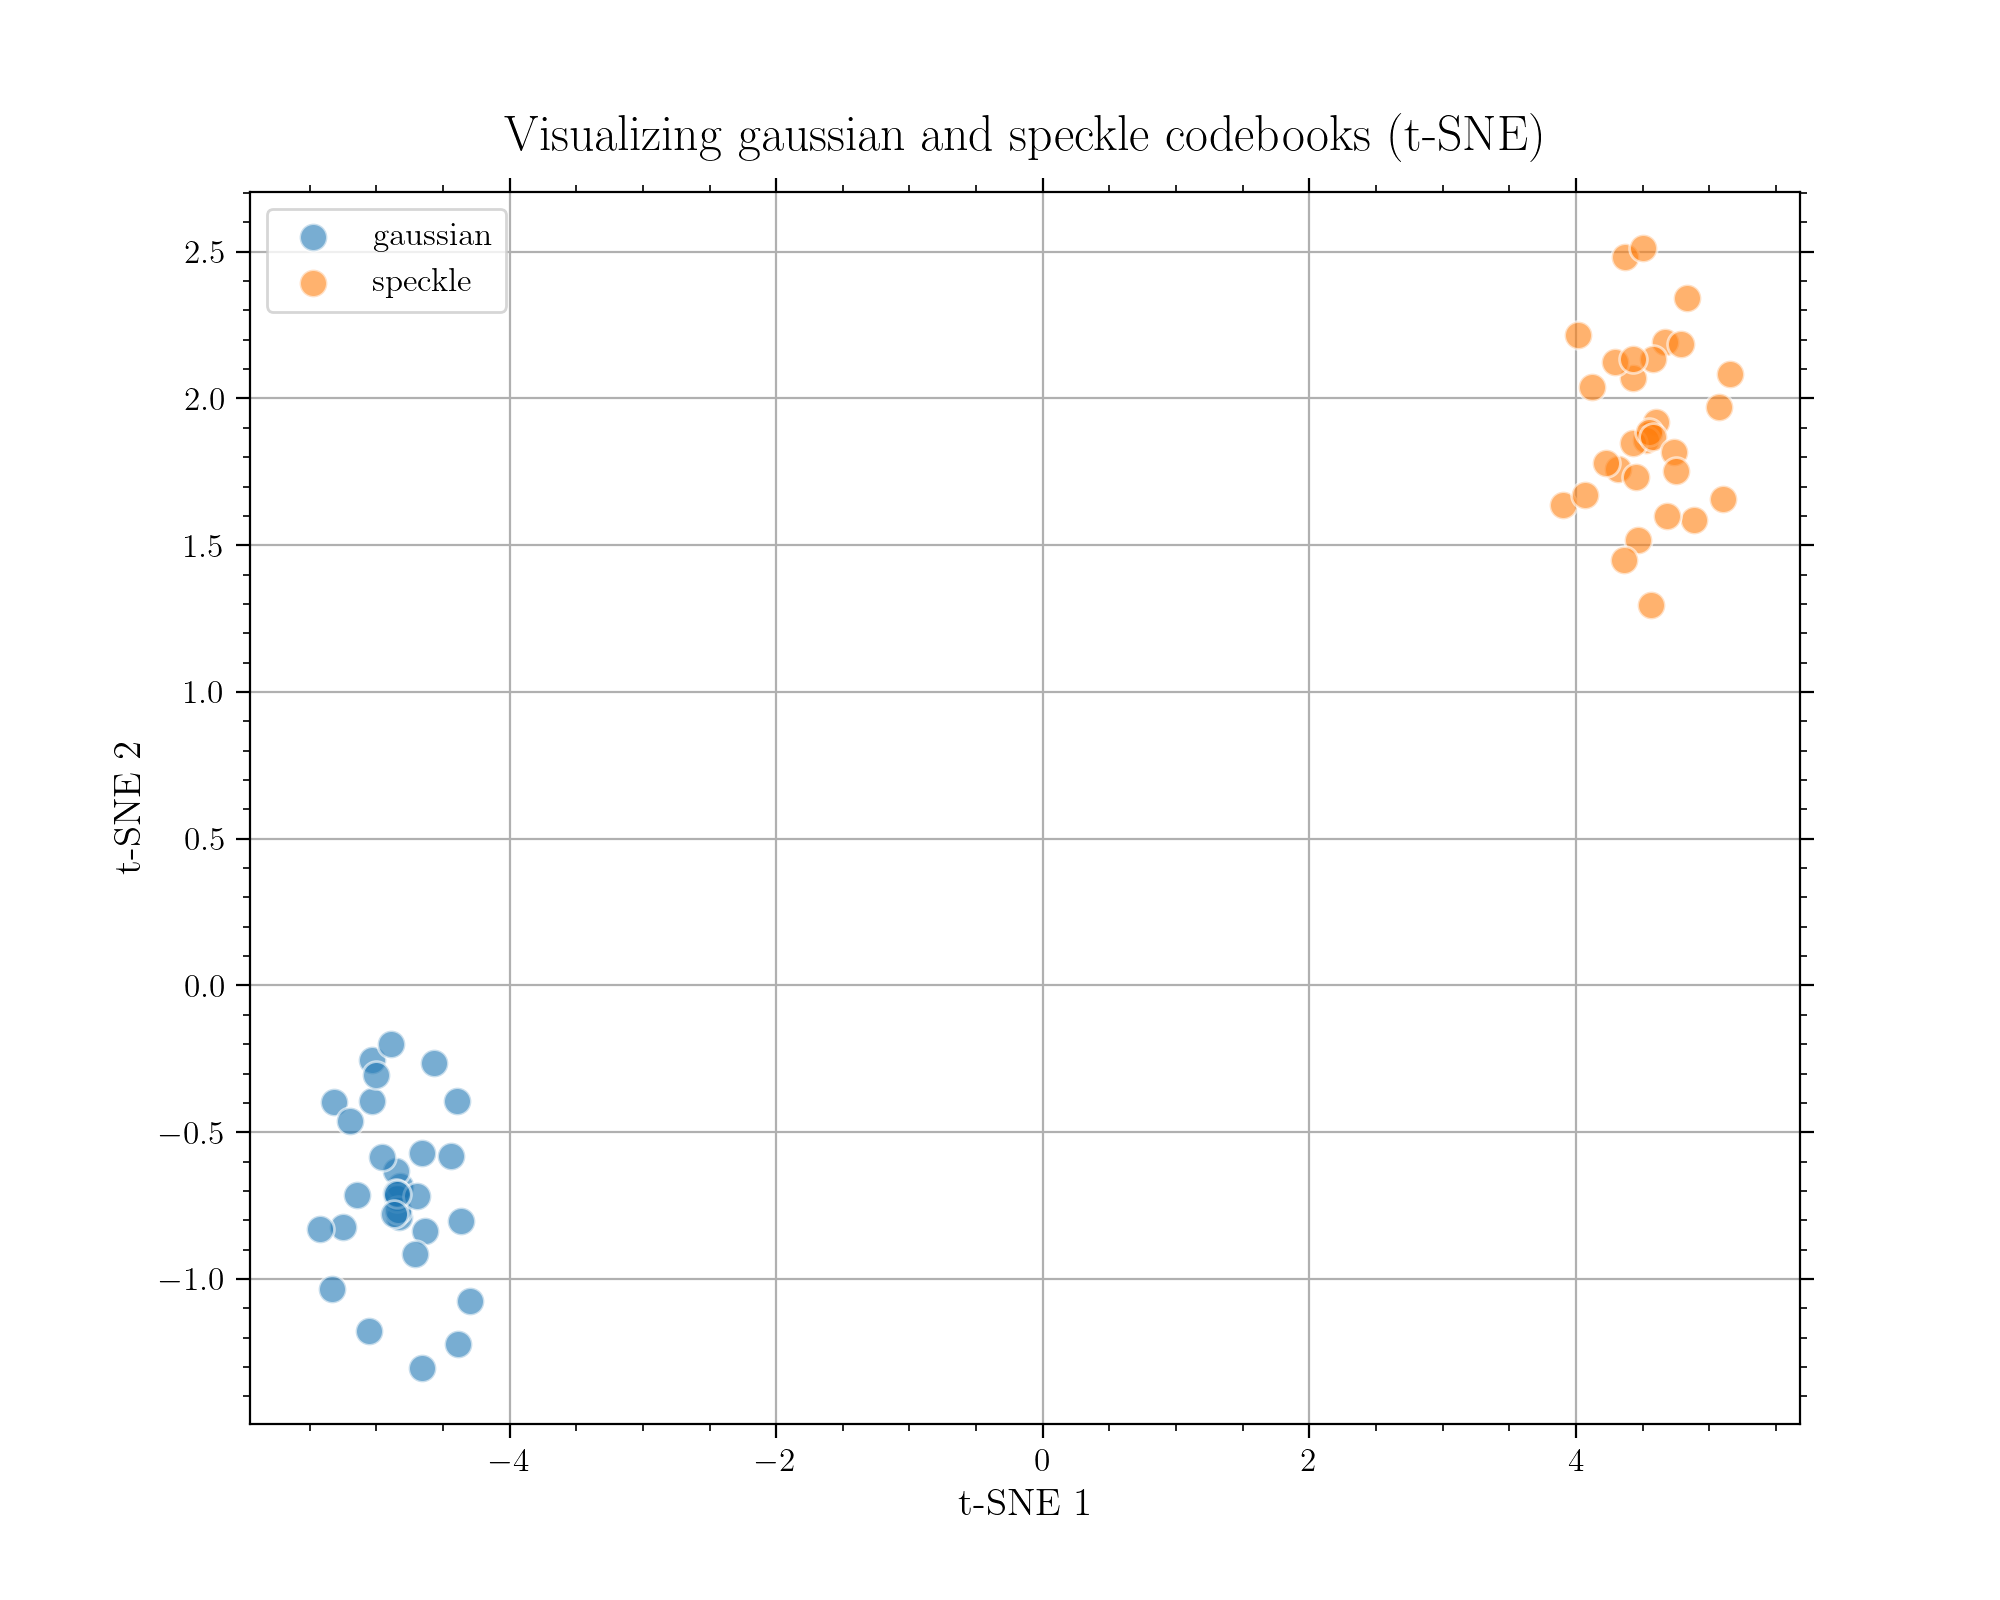 Visualizing gaussian and speckle codebooks (t-SNE)
gaussian
speckle
2.5
2.0
1.5
1.0
0.5
0.0
−0.5
−1.0
t-SNE 2
−4 −2 0 2 4
t-SNE 1